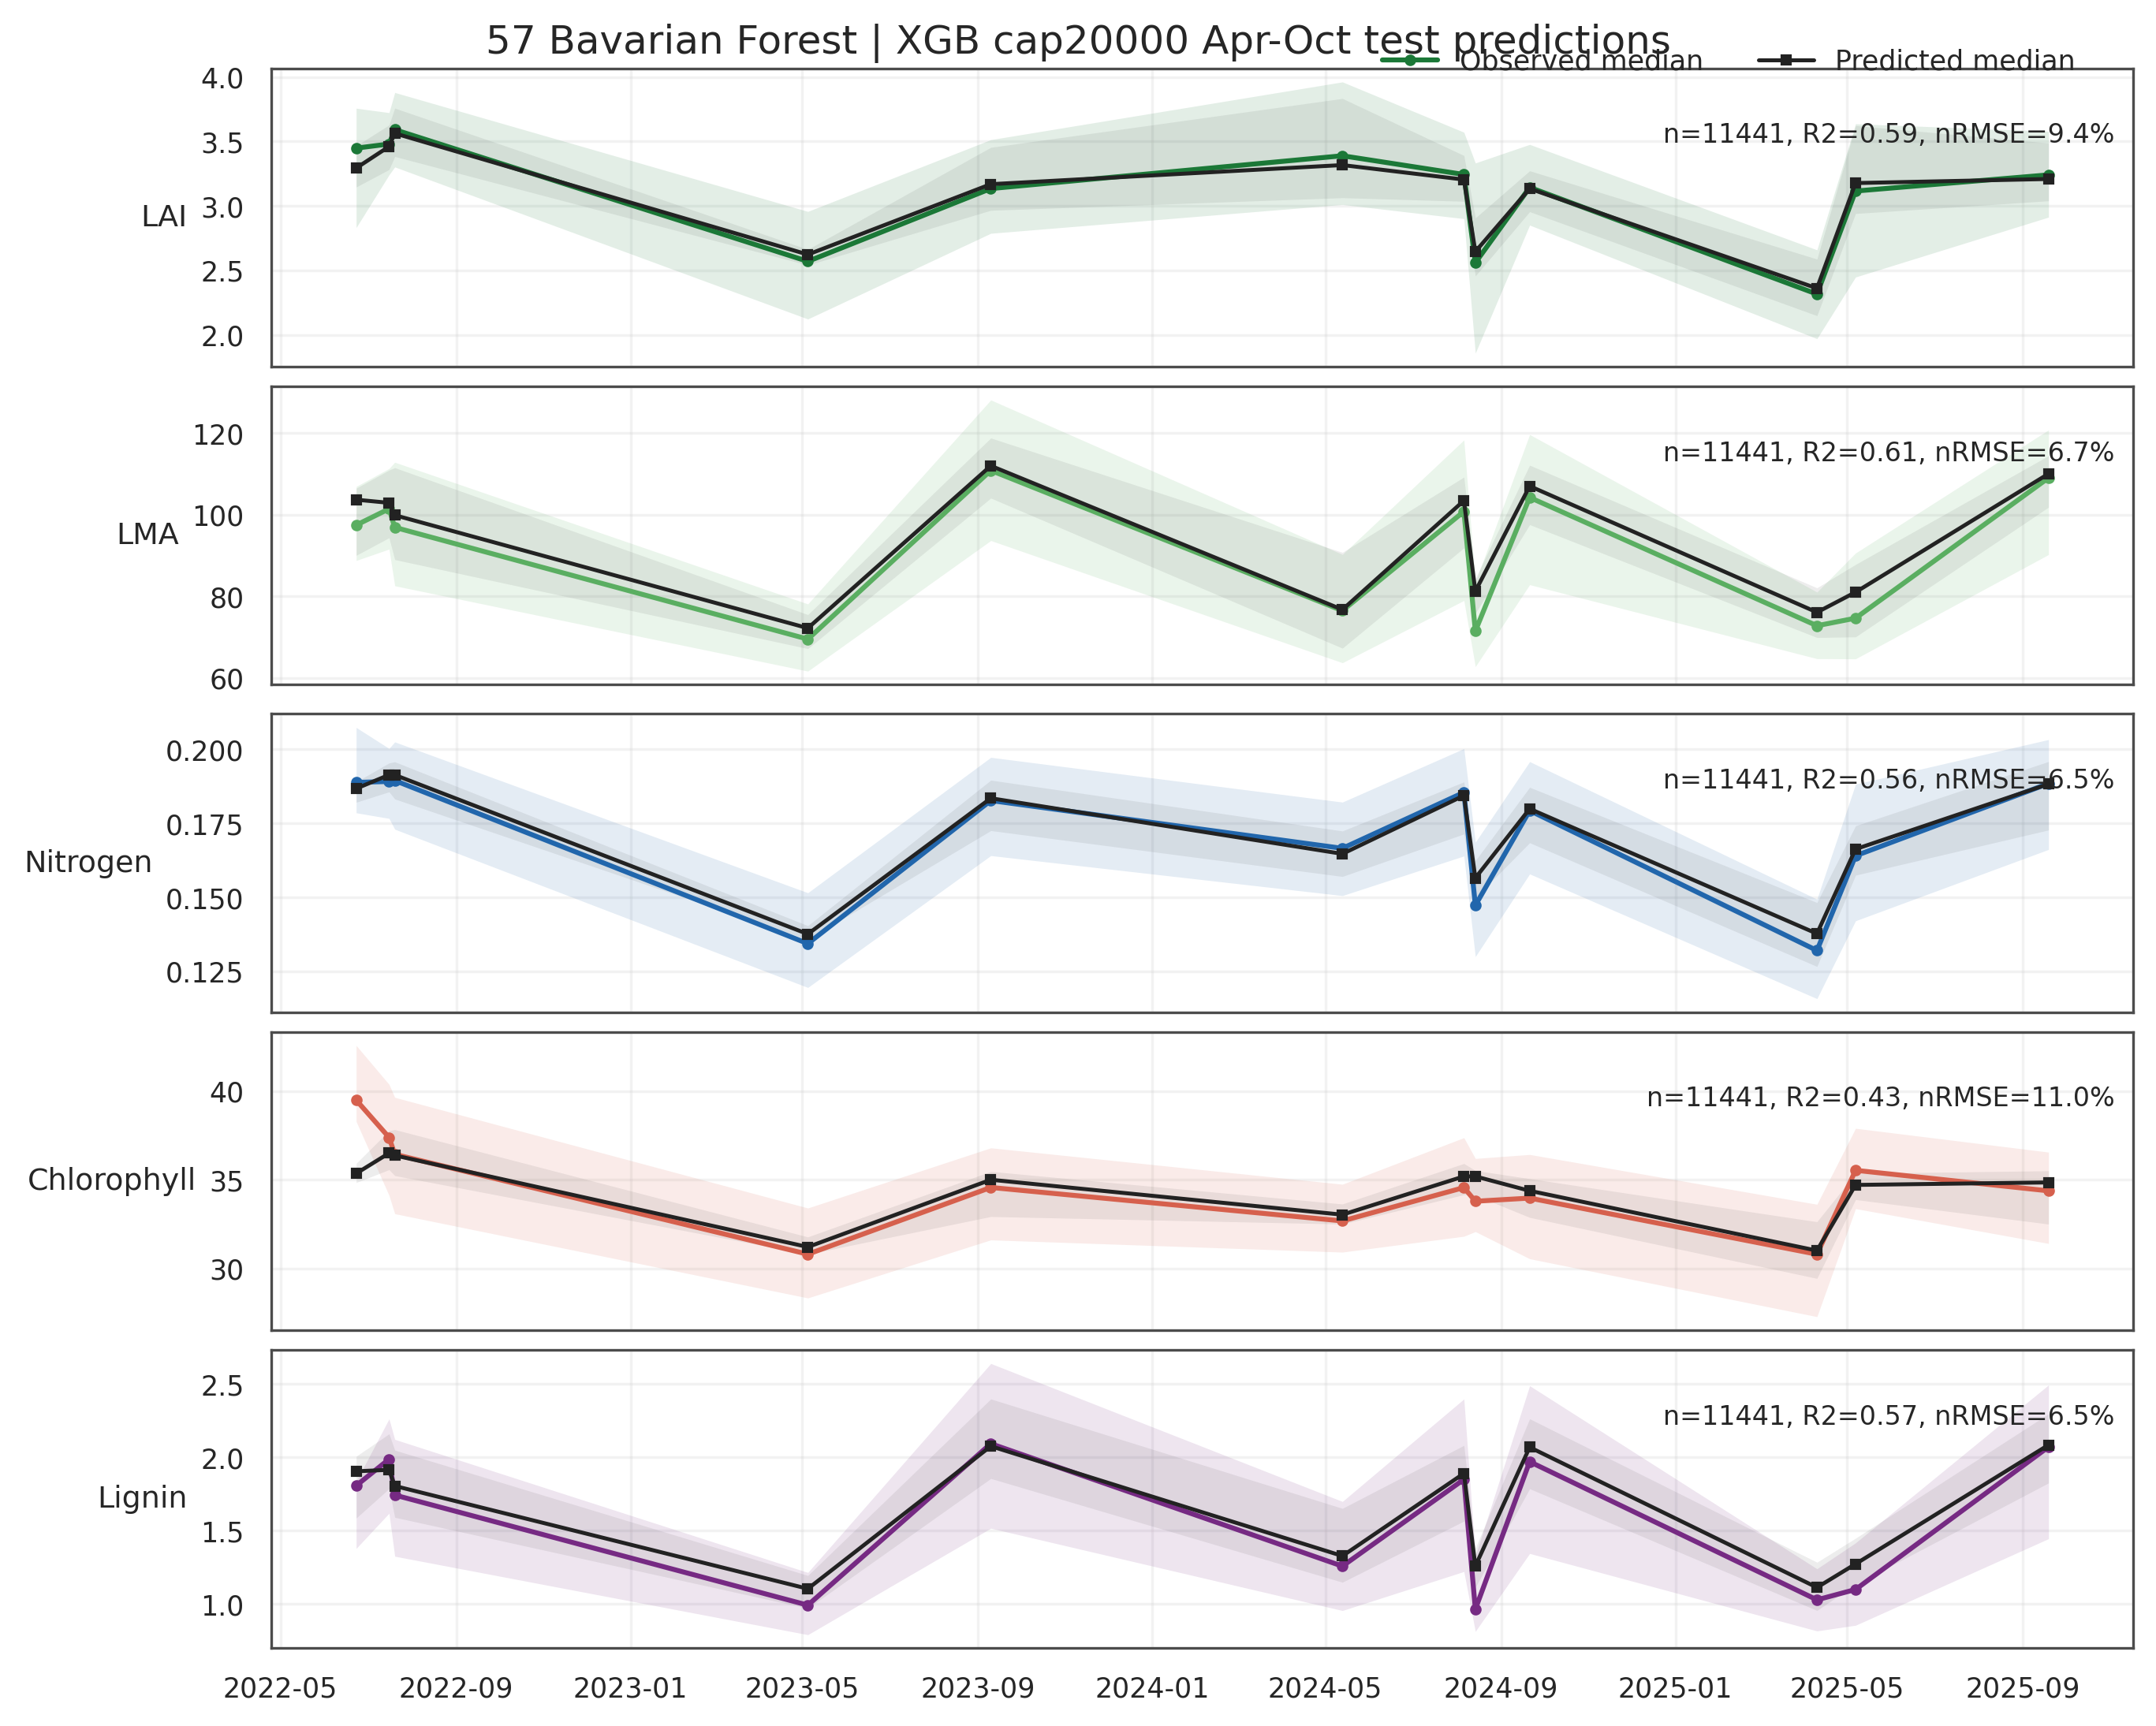 57 Bavarian Forest | XGB cap20000 Apr-Oct test predictions
Observed median
Predicted median
4.0
3.5
3.0
2.5
2.0
LAI
n=11441, R2=0.59, nRMSE=9.4%
120
100
80
60
LMA
n=11441, R2=0.61, nRMSE=6.7%
0.200
0.175
0.150
0.125
Nitrogen
n=11441, R2=0.56, nRMSE=6.5%
40
35
30
Chlorophyll
n=11441, R2=0.43, nRMSE=11.0%
2.5
2.0
1.5
1.0
Lignin
n=11441, R2=0.57, nRMSE=6.5%
2022-05 2022-09 2023-01 2023-05 2023-09 2024-01 2024-05 2024-09 2025-01 2025-05 2025-09